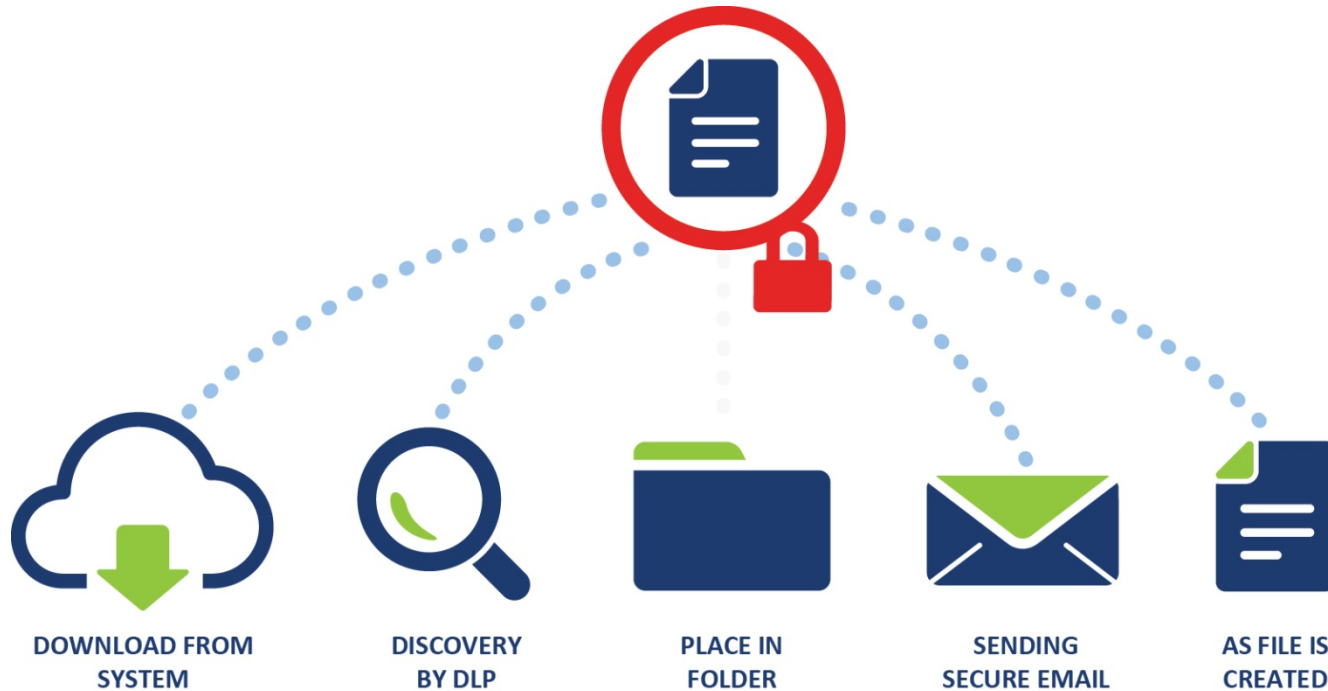 DOWNLOAD FROM
SYSTEM
DISCOVERY
BY DLP
PLACE IN
FOLDER
SENDING
SECURE EMAIL
AS FILE IS
CREATED